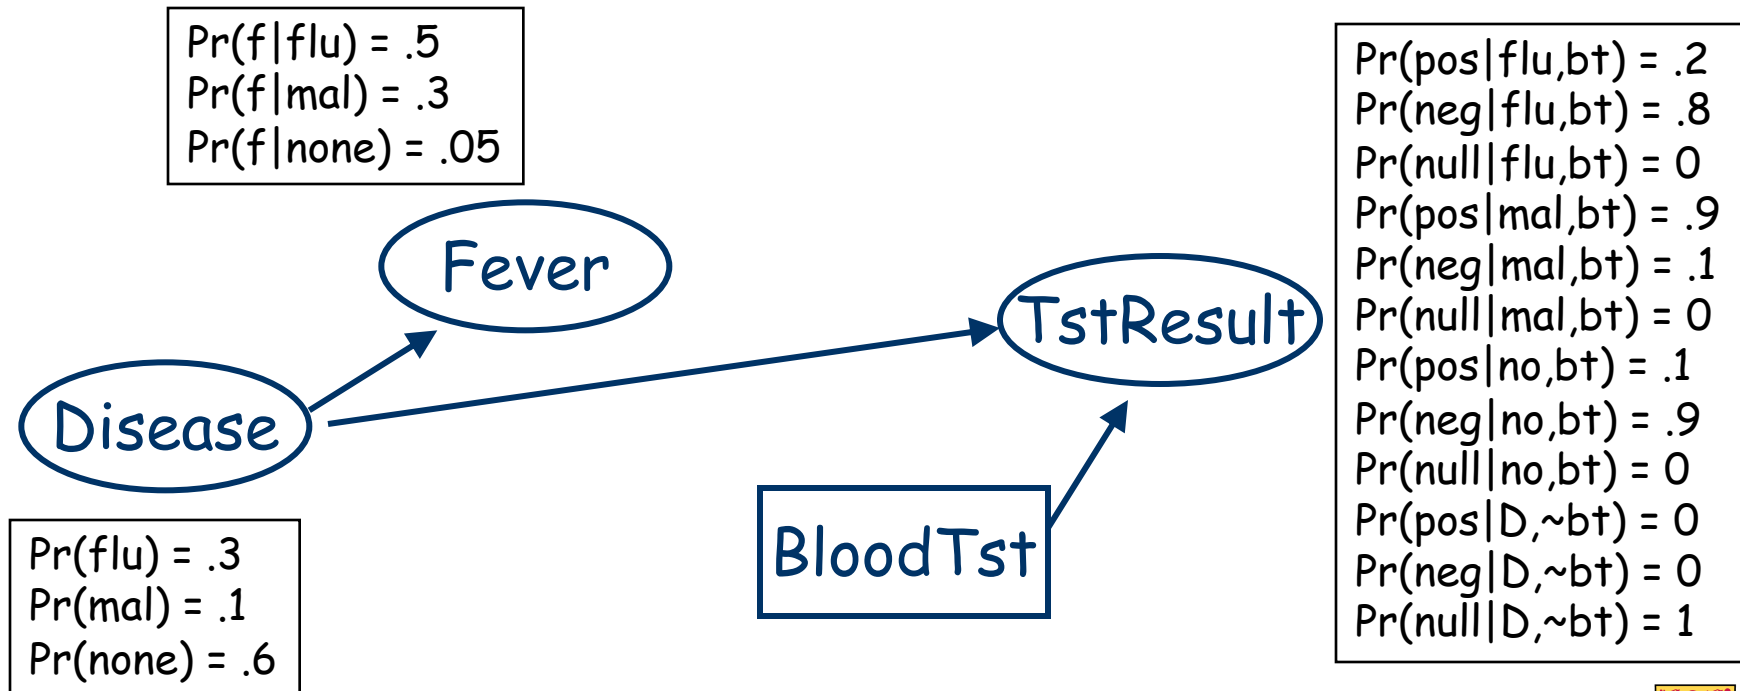 Pr(f|flu) = .5
Pr(f|mal) = .3
Pr(f|none) = .05
Fever
Disease
Pr(flu) = .3
Pr(mal) = .1
Pr(none) = .6
BloodTst
TstResult
Pr(pos|flu,bt) = .2
Pr(neg|flu,bt) = .8
Pr(null|flu,bt) = 0
Pr(pos|mal,bt) = .9
Pr(neg|mal,bt) = .1
Pr(null|mal,bt) = 0
Pr(pos|no,bt) = .1
Pr(neg|no,bt) = .9
Pr(null|no,bt) = 0
Pr(pos|D,~bt) = 0
Pr(neg|D,~bt) = 0
Pr(null|D,~bt) = 1